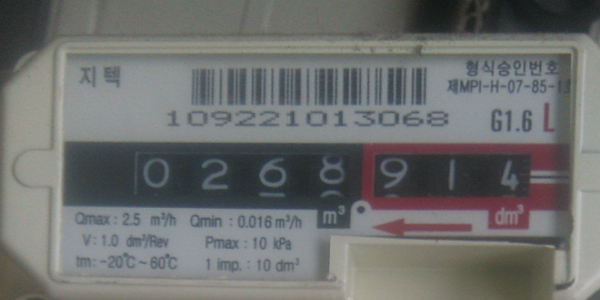 지텍
형식승인번호
제MPI-H-07-85-1
109221013068
G1.6 L
0268 914
m³
dm³
Qmax : 2.5 m³/h Qmin : 0.016 m³/h
V : 1.0 dm³/Rev Pmax : 10 kPa
tm : -20°C ~ 60°C 1 imp. : 10 dm³